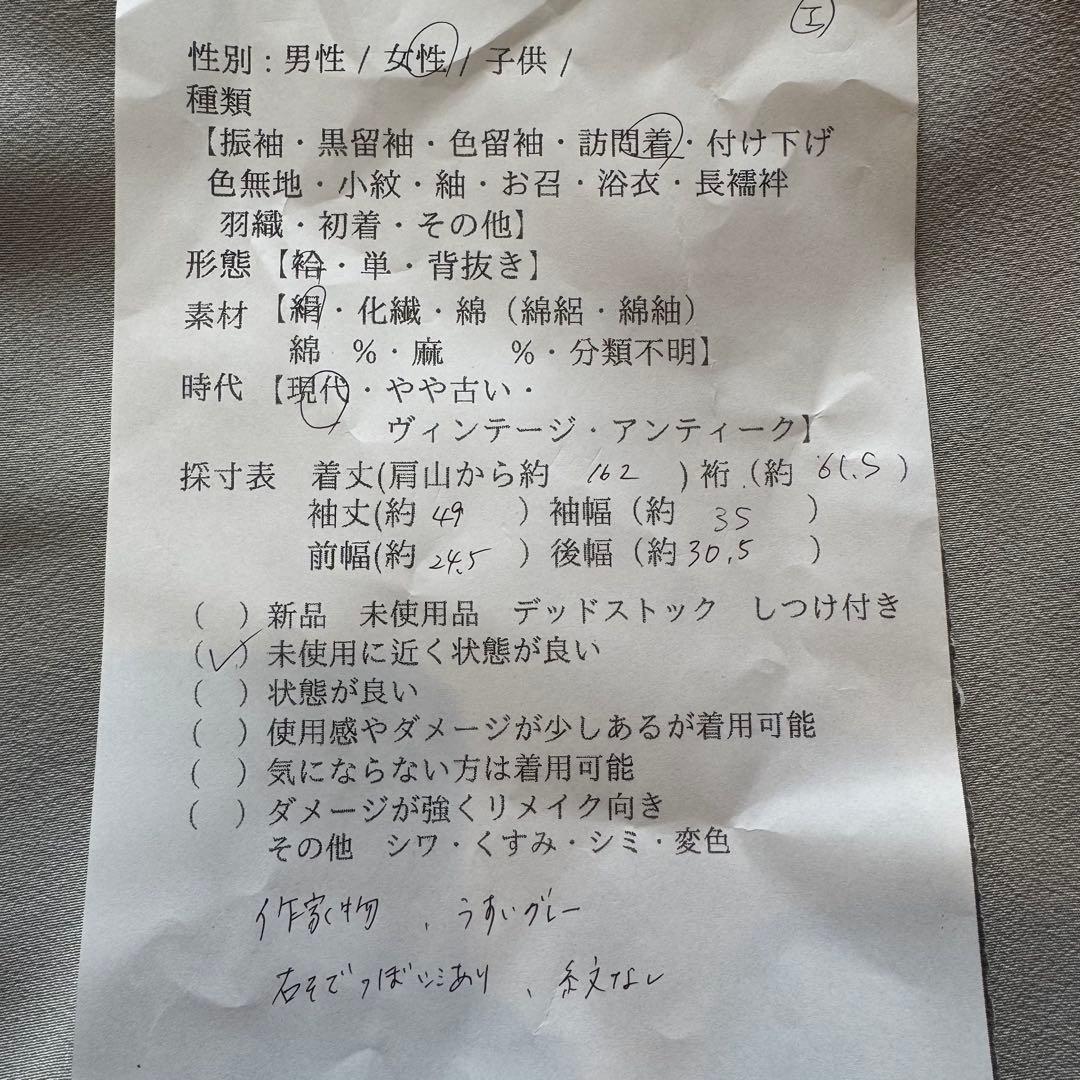 エ
性別：男性 / 女性 / 子供 /
種類
【振袖・黒留袖・色留袖・訪問着・付け下げ
色無地・小紋・紬・お召・浴衣・長襦袢
羽織・初着・その他】
形態 【袷・単・背抜き】
素材 【絹・化繊・綿（綿絽・綿紬）
綿 %・麻 %・分類不明】
時代 【現代・やや古い・
ヴィンテージ・アンティーク】
採寸表 着丈(肩山から約 162 ) 裄 (約 61.5 )
袖丈(約 49 ) 袖幅（約 35 ）
前幅(約 24.5 ) 後幅（約 30.5 ）
( ) 新品 未使用品 デッドストック しつけ付き
(✓) 未使用に近く状態が良い
( ) 状態が良い
( ) 使用感やダメージが少しあるが着用可能
( ) 気にならない方は着用可能
( ) ダメージが強くリメイク向き
その他 シワ・くすみ・シミ・変色
作家物、うすいグレー
右そで シミあり、紋なし